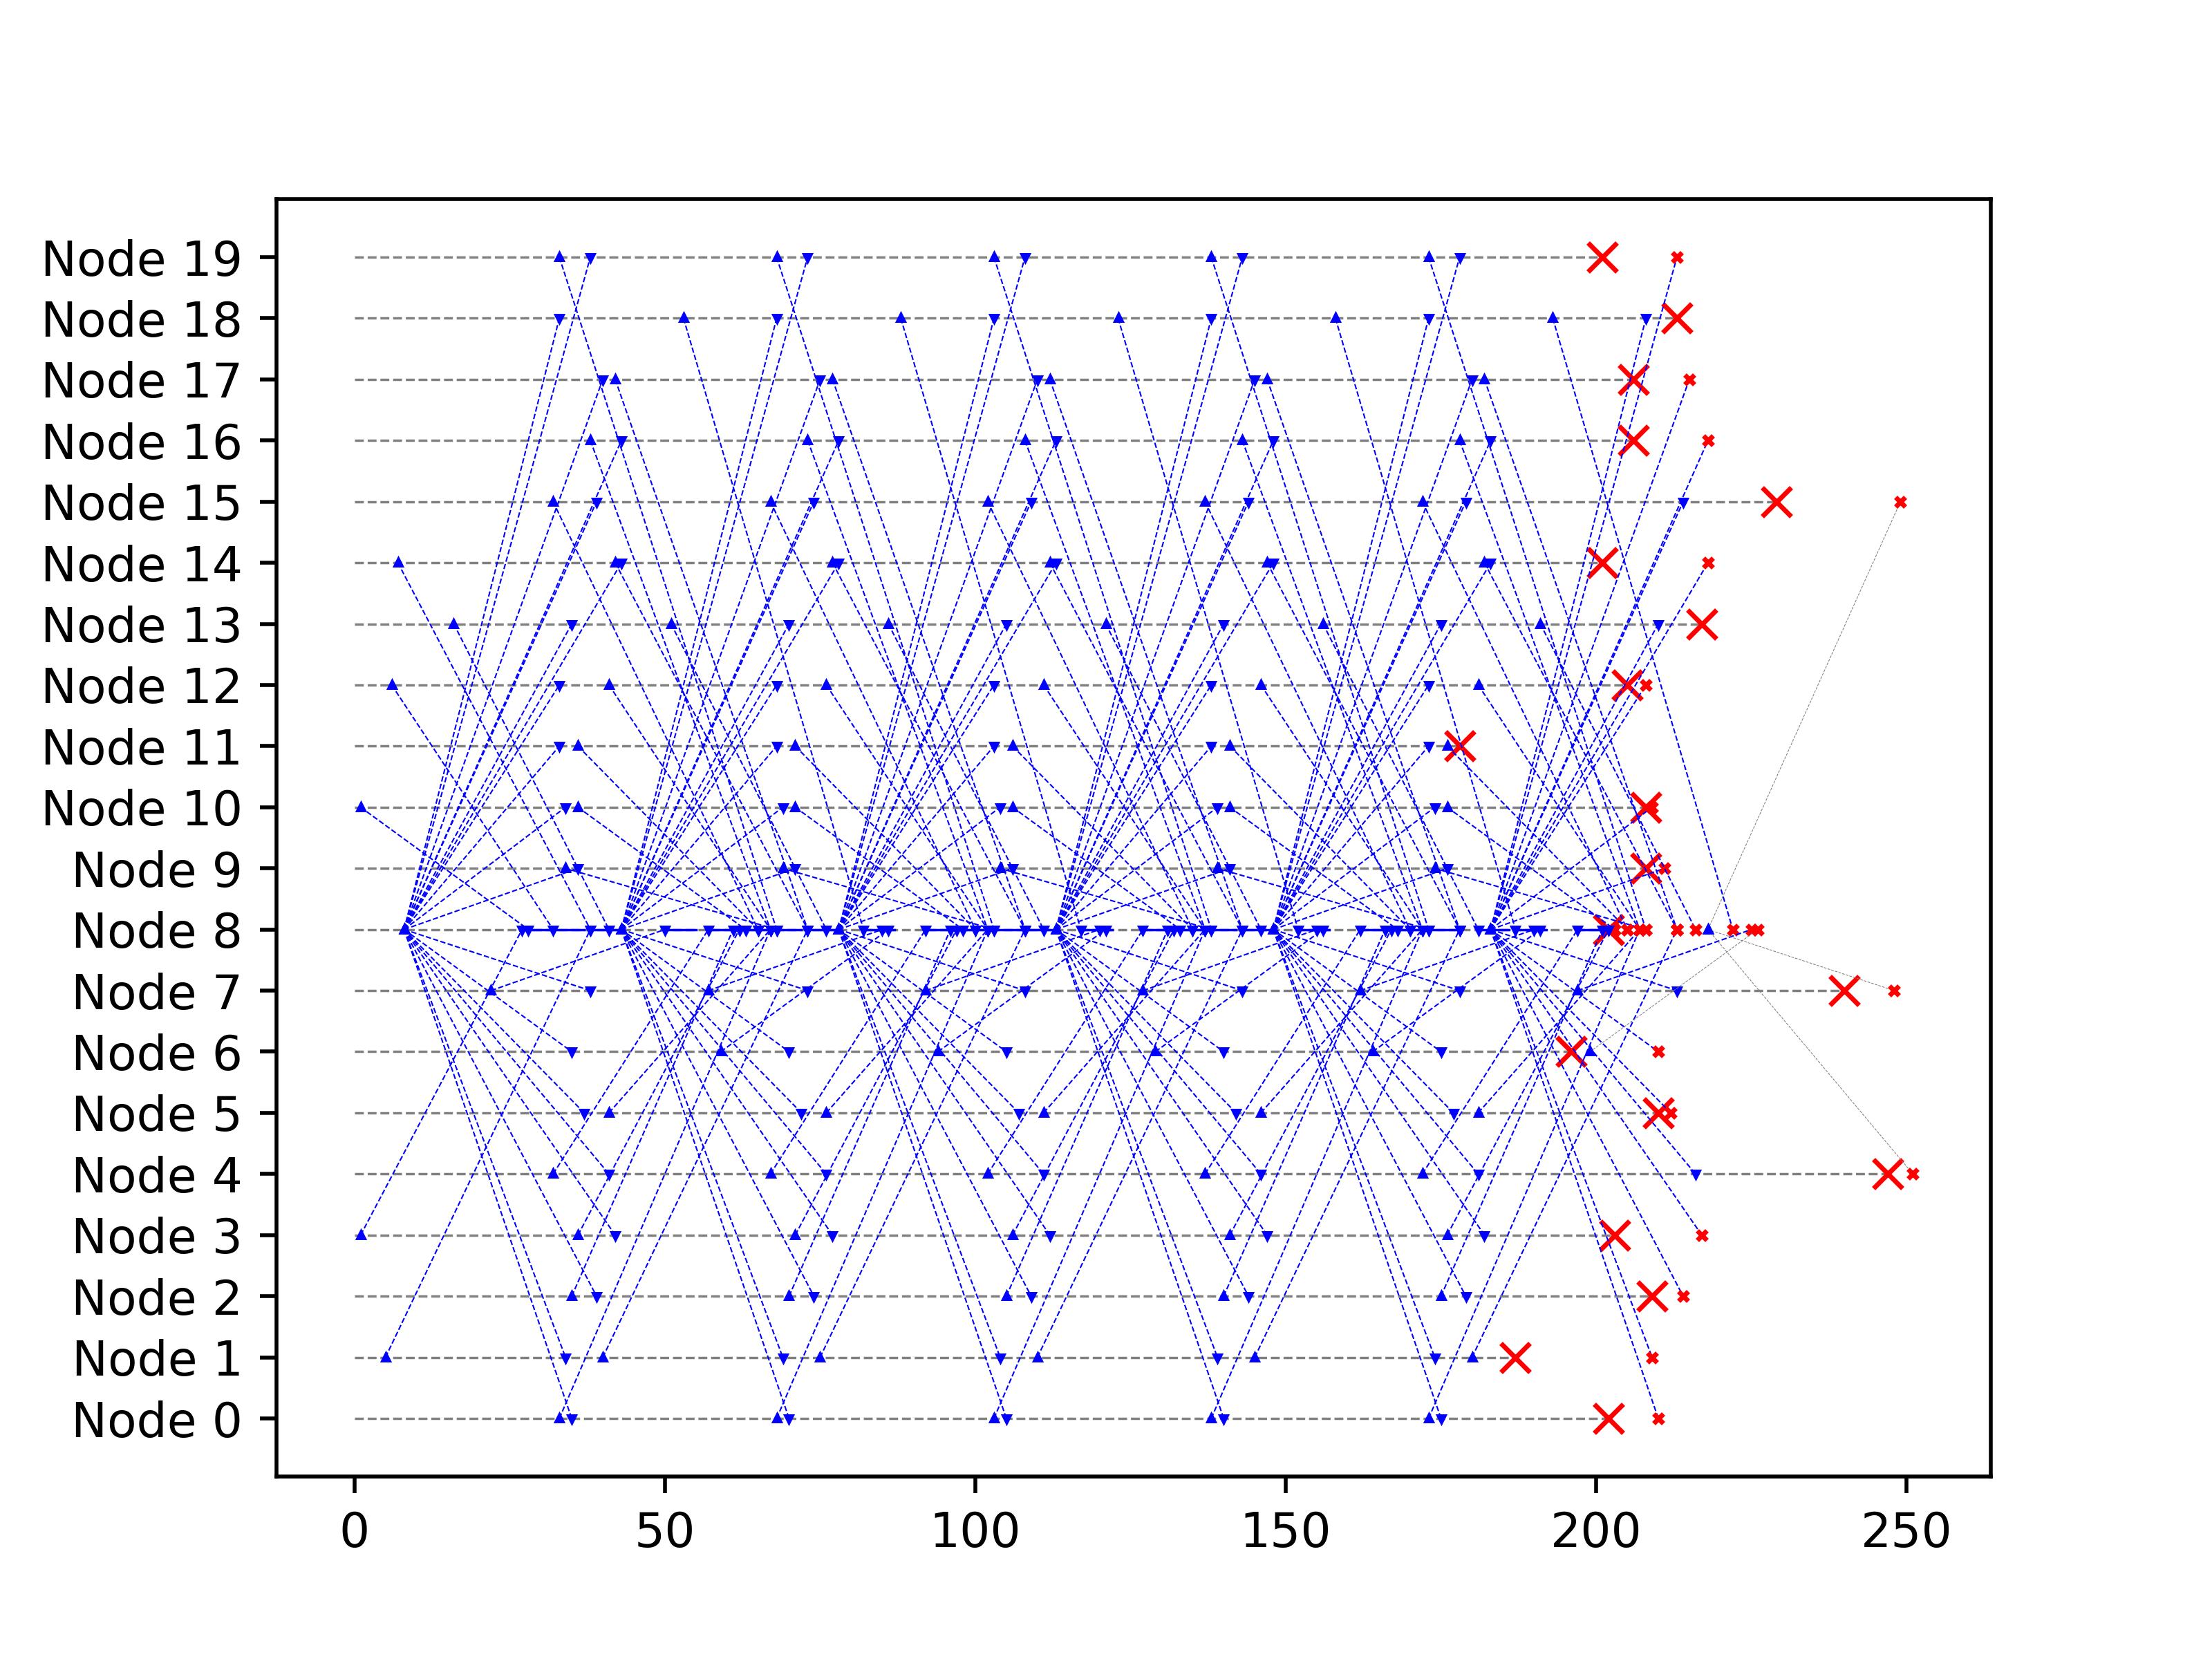 Node 19
Node 18
Node 17
Node 16
Node 15
Node 14
Node 13
Node 12
Node 11
Node 10
Node 9
Node 8
Node 7
Node 6
Node 5
Node 4
Node 3
Node 2
Node 1
Node 0
0 50 100 150 200 250